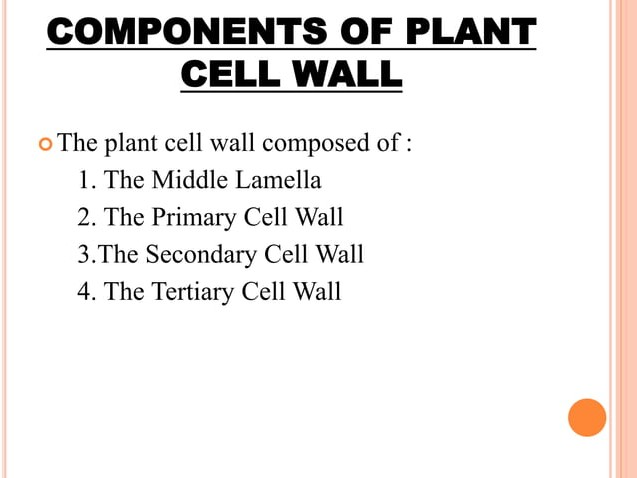 COMPONENTS OF PLANT
CELL WALL
The plant cell wall composed of :
1. The Middle Lamella
2. The Primary Cell Wall
3.The Secondary Cell Wall
4. The Tertiary Cell Wall